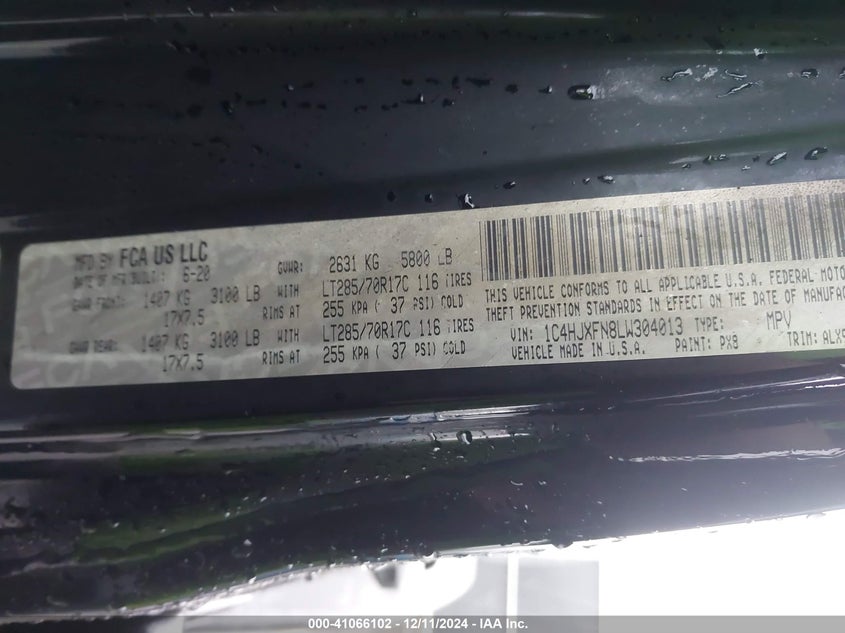 MFD BY FCA US LLC
DATE OF MFR/BUILD: 6-20 GVWR: 2631 KG 5800 LB
GAWR FRONT: 1407 KG 3100 LB WITH LT285/70R17C 116 TIRES
17X7.5 RIMS AT 255 KPA ( 37 PSI) COLD
GAWR REAR: 1407 KG 3100 LB WITH LT285/70R17C 116 TIRES
17X7.5 RIMS AT 255 KPA ( 37 PSI) COLD
THIS VEHICLE CONFORMS TO ALL APPLICABLE U.S.A. FEDERAL MOTO
THEFT PREVENTION STANDARDS IN EFFECT ON THE DATE OF MANUFAC
VIN: 1C4HJXFN8LW304013 TYPE: MPV
VEHICLE MADE IN U.S.A. PAINT: PX8 TRIM: ALX9
000-41066102 - 12/11/2024 - IAA Inc.